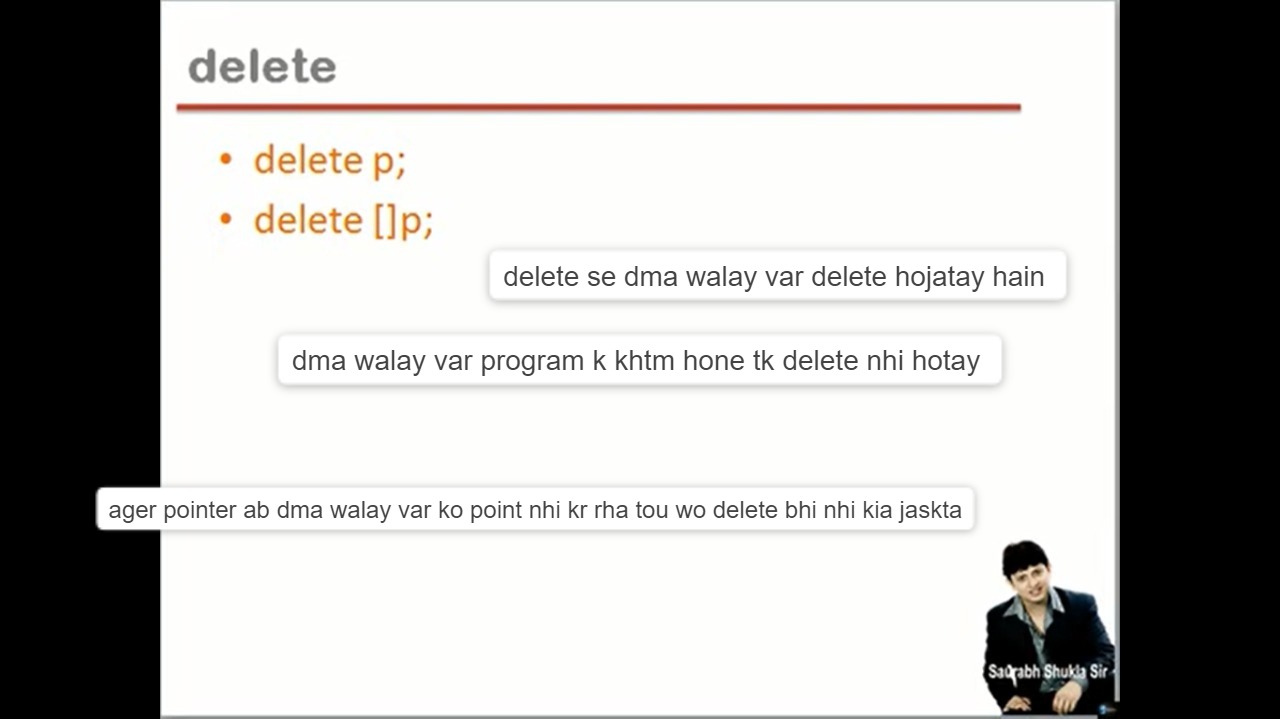 delete
• delete p;
• delete []p;
delete se dma walay var delete hojatay hain
dma walay var program k khtm hone tk delete nhi hotay
ager pointer ab dma walay var ko point nhi kr rha tou wo delete bhi nhi kia jaskta
Saurabh Shukla Sir